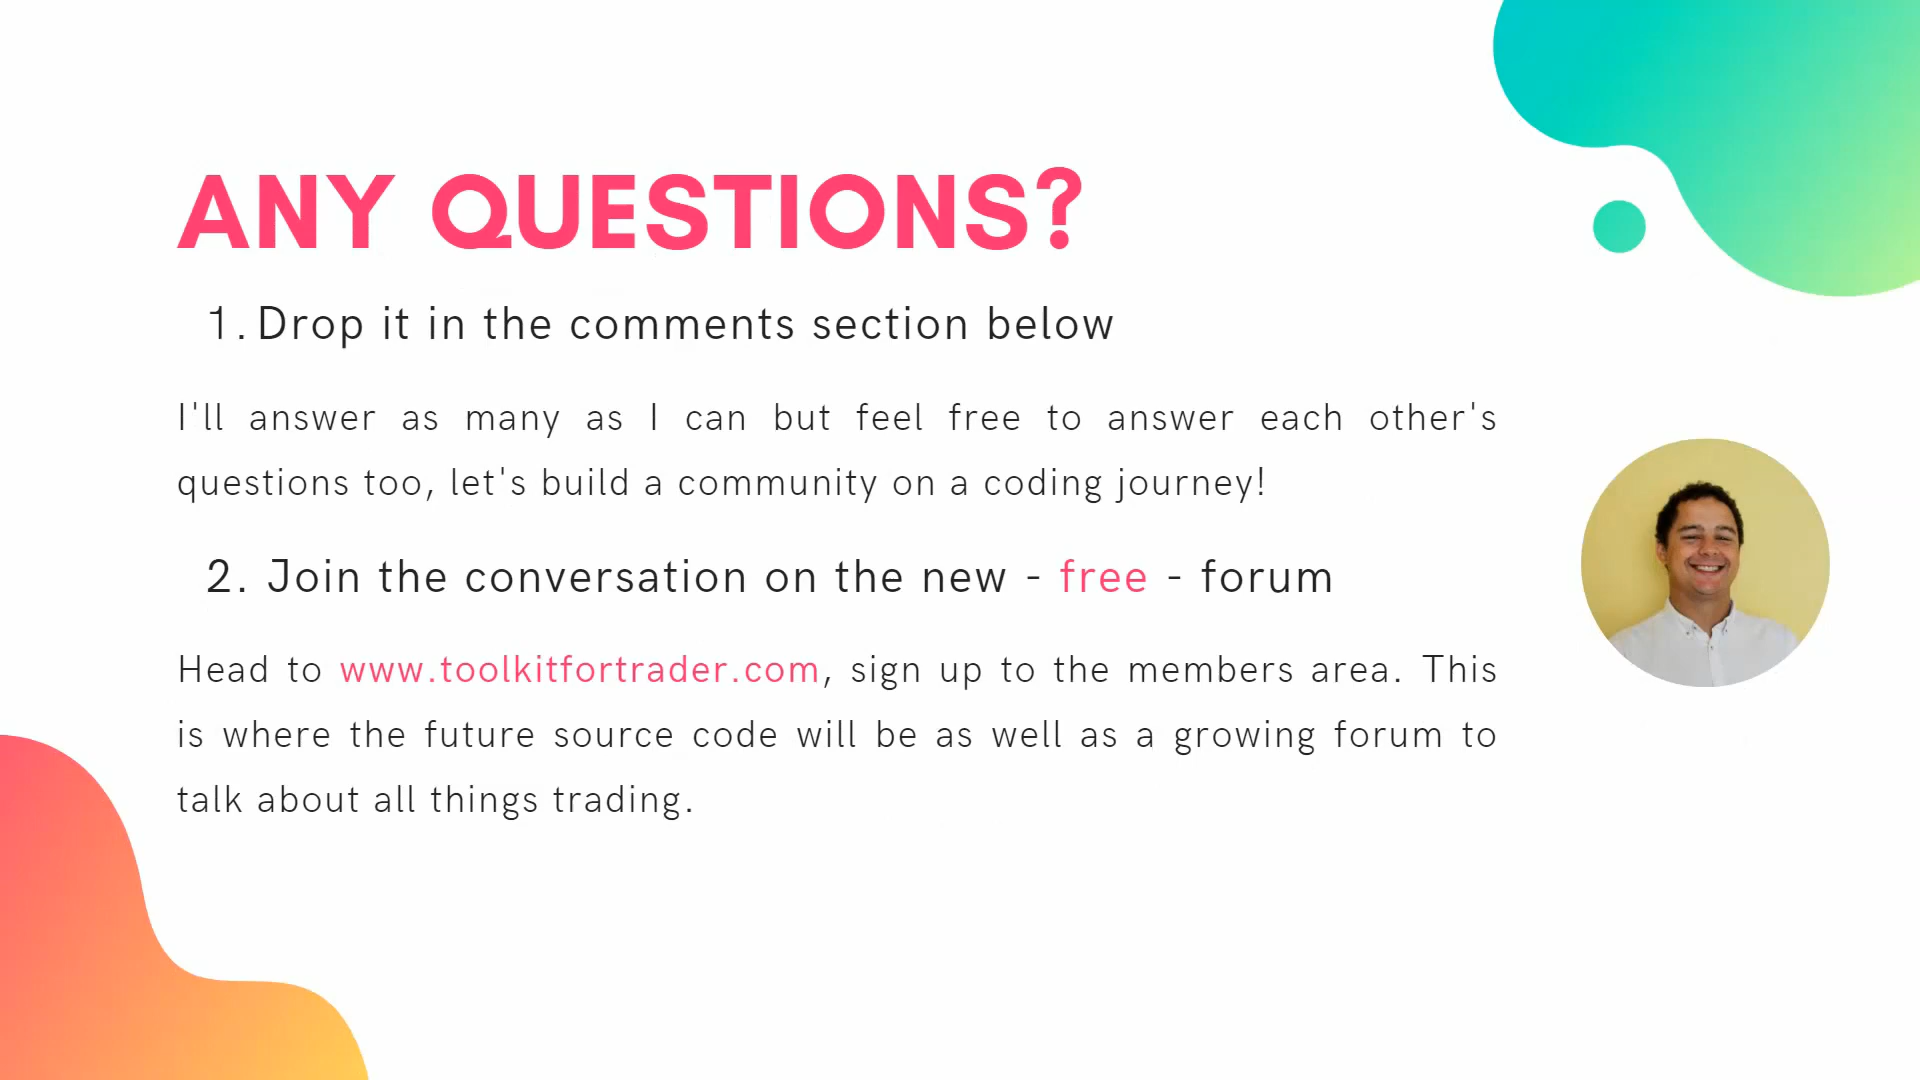 ANY QUESTIONS?
1. Drop it in the comments section below
I'll answer as many as I can but feel free to answer each other's
questions too, let's build a community on a coding journey!
2. Join the conversation on the new - free - forum
Head to www.toolkitfortrader.com, sign up to the members area. This
is where the future source code will be as well as a growing forum to
talk about all things trading.